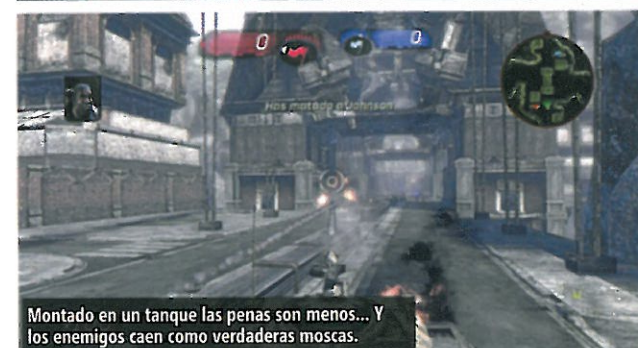 0 0
Has matado a Johnson
Montado en un tanque las penas son menos... Y
los enemigos caen como verdaderas moscas.